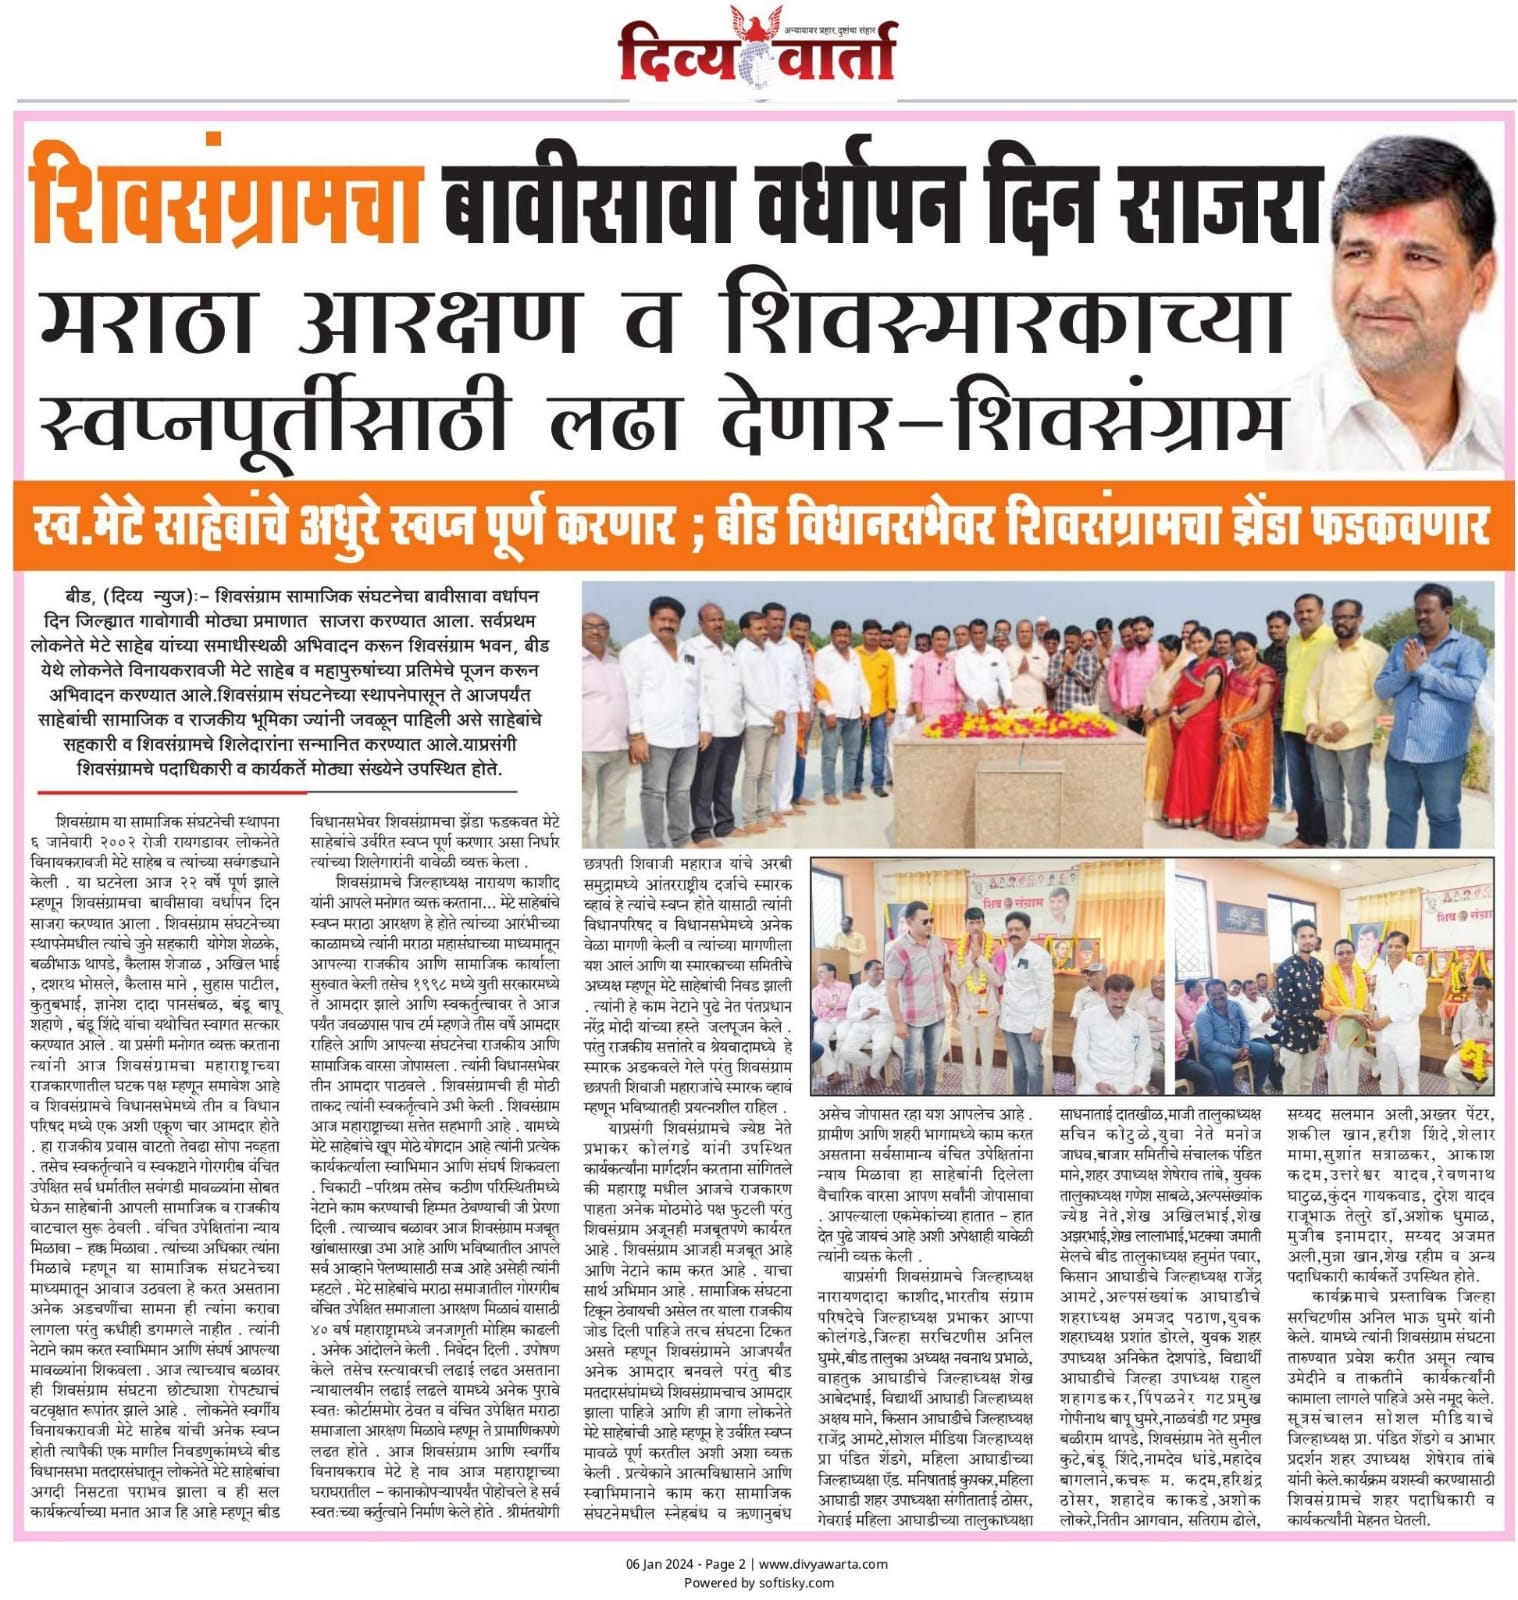 अन्यायावर प्रहार,दुष्टांचा संहार
दिव्य वार्ता
शिवसंग्रामचा बावीसावा वर्धापन दिन साजरा
मराठा आरक्षण व शिवस्मारकाच्या
स्वप्नपूर्तीसाठी लढा देणार–शिवसंग्राम
स्व.मेटे साहेबांचे अधुरे स्वप्न पूर्ण करणार ; बीड विधानसभेवर शिवसंग्रामचा झेंडा फडकवणार
बीड, (दिव्य न्युज):– शिवसंग्राम सामाजिक संघटनेचा बावीसावा वर्धापन
दिन जिल्ह्यात गावोगावी मोठ्या प्रमाणात साजरा करण्यात आला. सर्वप्रथम
लोकनेते मेटे साहेब यांच्या समाधीस्थळी अभिवादन करून शिवसंग्राम भवन, बीड
येथे लोकनेते विनायकरावजी मेटे साहेब व महापुरुषांच्या प्रतिमेचे पूजन करून
अभिवादन करण्यात आले.शिवसंग्राम संघटनेच्या स्थापनेपासून ते आजपर्यंत
साहेबांची सामाजिक व राजकीय भूमिका ज्यांनी जवळून पाहिली असे साहेबांचे
सहकारी व शिवसंग्रामचे शिलेदारांना सन्मानित करण्यात आले.याप्रसंगी
शिवसंग्रामचे पदाधिकारी व कार्यकर्ते मोठ्या संख्येने उपस्थित होते.
शिवसंग्राम या सामाजिक संघटनेची स्थापना
६ जानेवारी २००२ रोजी रायगडावर लोकनेते
विनायकरावजी मेटे साहेब व त्यांच्या सवंगड्याने
केली . या घटनेला आज २२ वर्षे पूर्ण झाले
म्हणून शिवसंग्रामचा बावीसावा वर्धापन दिन
साजरा करण्यात आला . शिवसंग्राम संघटनेच्या
स्थापनेमधील त्यांचे जुने सहकारी योगेश शेळके,
बळीभाऊ थापडे, कैलास शेजाळ , अखिल भाई
, दशरथ भोसले, कैलास माने , सुहास पाटील,
कुतुबभाई, ज्ञानेश दादा पानसंबळ, बंडू बापू
शहाणे , बंडू शिंदे यांचा यथोचित स्वागत सत्कार
करण्यात आले . या प्रसंगी मनोगत व्यक्त करताना
त्यांनी आज शिवसंग्रामचा महाराष्ट्राच्या
राजकारणातील घटक पक्ष म्हणून समावेश आहे
व शिवसंग्रामचे विधानसभेमध्ये तीन व विधान
परिषद मध्ये एक अशी एकूण चार आमदार होते
. हा राजकीय प्रवास वाटतो तेवढा सोपा नव्हता
. तसेच स्वकर्तृत्वाने व स्वकष्टाने गोरगरीब वंचित
उपेक्षित सर्व धर्मातील सवंगडी मावळ्यांना सोबत
घेऊन साहेबांनी आपली सामाजिक व राजकीय
वाटचाल सुरू ठेवली . वंचित उपेक्षितांना न्याय
मिळावा – हक्क मिळावा . त्यांच्या अधिकार त्यांना
मिळावे म्हणून या सामाजिक संघटनेच्या
माध्यमातून आवाज उठवला हे करत असताना
अनेक अडचणींचा सामना ही त्यांना करावा
लागला परंतु कधीही डगमगले नाहीत . त्यांनी
नेटाने काम करत स्वाभिमान आणि संघर्ष आपल्या
मावळ्यांना शिकवला . आज त्याच्याच बळावर
ही शिवसंग्राम संघटना छोट्याशा रोपट्याचं
वटवृक्षात रूपांतर झाले आहे . लोकनेते स्वर्गीय
विनायकरावजी मेटे साहेब यांची अनेक स्वप्न
होती त्यापैकी एक मागील निवडणुकांमध्ये बीड
विधानसभा मतदारसंघातून लोकनेते मेटे साहेबांचा
अगदी निसटता पराभव झाला व ही सल
कार्यकर्त्याच्या मनात आज हि आहे म्हणून बीड
विधानसभेवर शिवसंग्रामचा झेंडा फडकवत मेटे
साहेबांचे उर्वरित स्वप्न पूर्ण करणार असा निर्धार
त्यांच्या शिलेगारांनी यावेळी व्यक्त केला .
शिवसंग्रामचे जिल्हाध्यक्ष नारायण काशीद
यांनी आपले मनोगत व्यक्त करताना... मेटे साहेबांचे
स्वप्न मराठा आरक्षण हे होते त्यांच्या आरंभीच्या
काळामध्ये त्यांनी मराठा महासंघाच्या माध्यमातून
आपल्या राजकीय आणि सामाजिक कार्याला
सुरुवात केली तसेच १९९८ मध्ये युती सरकारमध्ये
ते आमदार झाले आणि स्वकर्तुत्वावर ते आज
पर्यंत जवळपास पाच टर्म म्हणजे तीस वर्षे आमदार
राहिले आणि आपल्या संघटनेचा राजकीय आणि
सामाजिक वारसा जोपासला . त्यांनी विधानसभेवर
तीन आमदार पाठवले . शिवसंग्रामची ही मोठी
ताकद त्यांनी स्वकर्तृत्वाने उभी केली . शिवसंग्राम
आज महाराष्ट्राच्या सत्तेत सहभागी आहे . यामध्ये
मेटे साहेबांचे खूप मोठे योगदान आहे त्यांनी प्रत्येक
कार्यकर्त्याला स्वाभिमान आणि संघर्ष शिकवला
. चिकाटी –परिश्रम तसेच कठीण परिस्थितीमध्ये
नेटाने काम करण्याची हिम्मत ठेवण्याची जी प्रेरणा
दिली . त्याच्याच बळावर आज शिवसंग्राम मजबूत
खांबासारखा उभा आहे आणि भविष्यातील आपले
सर्व आव्हाने पेलण्यासाठी सज्ज आहे असेही त्यांनी
म्हटले . मेटे साहेबांचे मराठा समाजातील गोरगरीब
वंचित उपेक्षित समाजाला आरक्षण मिळावं यासाठी
४० वर्ष महाराष्ट्रामध्ये जनजागृती मोहिम काढली
. अनेक आंदोलने केली . निवेदन दिली . उपोषण
केले तसेच रस्त्यावरची लढाई लढत असताना
न्यायालयीन लढाई लढले यामध्ये अनेक पुरावे
स्वतः कोर्टासमोर ठेवत व वंचित उपेक्षित मराठा
समाजाला आरक्षण मिळावे म्हणून ते प्रामाणिकपणे
लढत होते . आज शिवसंग्राम आणि स्वर्गीय
विनायकराव मेटे हे नाव आज महाराष्ट्राच्या
घराघरातील – कानाकोपऱ्यापर्यंत पोहोचले हे सर्व
स्वतःच्या कर्तुत्वाने निर्माण केले होते . श्रीमंतयोगी
छत्रपती शिवाजी महाराज यांचे अरबी
समुद्रामध्ये आंतरराष्ट्रीय दर्जाचे स्मारक
व्हावं हे त्यांचे स्वप्न होते यासाठी त्यांनी
विधानपरिषद व विधानसभेमध्ये अनेक
वेळा मागणी केली व त्यांच्या मागणीला
यश आलं आणि या स्मारकाच्या समितीचे
अध्यक्ष म्हणून मेटे साहेबांची निवड झाली
. त्यांनी हे काम नेटाने पुढे नेत पंतप्रधान
नरेंद्र मोदी यांच्या हस्ते जलपूजन केले .
परंतु राजकीय सत्तांतरे व श्रेयवादामध्ये हे
स्मारक अडकवले गेले परंतु शिवसंग्राम
छत्रपती शिवाजी महाराजांचे स्मारक व्हावं
म्हणून भविष्यातही प्रयत्नशील राहिल .
याप्रसंगी शिवसंग्रामचे ज्येष्ठ नेते
प्रभाकर कोलंगडे यांनी उपस्थित
कार्यकर्त्यांना मार्गदर्शन करताना सांगितले
की महाराष्ट्र मधील आजचे राजकारण
पाहता अनेक मोठमोठे पक्ष फुटली परंतु
शिवसंग्राम अजूनही मजबूतपणे कार्यरत
आहे . शिवसंग्राम आजही मजबूत आहे
आणि नेटाने काम करत आहे . याचा
सार्थ अभिमान आहे . सामाजिक संघटना
टिकून ठेवायची असेल तर याला राजकीय
जोड दिली पाहिजे तरच संघटना टिकत
असते म्हणून शिवसंग्रामने आजपर्यंत
अनेक आमदार बनवले परंतु बीड
मतदारसंघांमध्ये शिवसंग्रामचाच आमदार
झाला पाहिजे आणि ही जागा लोकनेते
मेटे साहेबांची आहे म्हणून हे उर्वरित स्वप्न
मावळे पूर्ण करतील अशी अशा व्यक्त
केली . प्रत्येकाने आत्मविश्वासाने आणि
स्वाभिमानाने काम करा सामाजिक
संघटनेमधील स्नेहबंध व ऋणानुबंध
शिव संग्राम
शिव संग्रा
असेच जोपासत रहा यश आपलेच आहे .
ग्रामीण आणि शहरी भागामध्ये काम करत
असताना सर्वसामान्य वंचित उपेक्षितांना
न्याय मिळावा हा साहेबांनी दिलेला
वैचारिक वारसा आपण सर्वांनी जोपासावा
. आपल्याला एकमेकांच्या हातात – हात
देत पुढे जायचं आहे अशी अपेक्षाही यावेळी
त्यांनी व्यक्त केली .
याप्रसंगी शिवसंग्रामचे जिल्हाध्यक्ष
नारायणदादा काशीद,भारतीय संग्राम
परिषदेचे जिल्हाध्यक्ष प्रभाकर आप्पा
कोलंगडे,जिल्हा सरचिटणीस अनिल
घुमरे,बीड तालुका अध्यक्ष नवनाथ प्रभाळे,
वाहतुक आघाडीचे जिल्हाध्यक्ष शेख
आबेदभाई, विद्यार्थी आघाडी जिल्हाध्यक्ष
अक्षय माने, किसान आघाडीचे जिल्हाध्यक्ष
राजेंद्र आमटे,सोशल मीडिया जिल्हाध्यक्ष
प्रा पंडित शेंडगे, महिला आघाडीच्या
जिल्हाध्यक्षा ऍड. मनिषाताई कुपकर,महिला
आघाडी शहर उपाध्यक्षा संगीताताई ठोसर,
गेवराई महिला आघाडीच्या तालुकाध्यक्षा
साधनाताई दातखीळ,माजी तालुकाध्यक्ष
सचिन कोटुळे,युवा नेते मनोज
जाधव,बाजार समितीचे संचालक पंडित
माने,शहर उपाध्यक्ष शेषेराव तांबे, युवक
तालुकाध्यक्ष गणेश साबळे,अल्पसंख्यांक
ज्येष्ठ नेते,शेख अखिलभाई,शेख
अझरभाई,शेख लालाभाई,भटक्या जमाती
सेलचे बीड तालुकाध्यक्ष हनुमंत पवार,
किसान आघाडीचे जिल्हाध्यक्ष राजेंद्र
आमटे,अल्पसंख्यांक आघाडीचे
शहराध्यक्ष अमजद पठाण,युवक
शहराध्यक्ष प्रशांत डोरले, युवक शहर
उपाध्यक्ष अनिकेत देशपांडे, विद्यार्थी
आघाडीचे जिल्हा उपाध्यक्ष राहुल
शहागडकर,पिंपळनेर गटप्रमुख
गोपीनाथ बापू घुमरे,नाळवंडी गट प्रमुख
बळीराम थापडे, शिवसंग्राम नेते सुनील
कुटे,बंडू शिंदे,नामदेव धांडे,महादेव
बागलाने,कचरू म. कदम,हरिश्चंद्र
ठोसर, शहादेव काकडे,अशोक
लोकरे,नितीन आगवान, सतिराम ढोले,
सय्यद सलमान अली,अख्तर पेंटर,
शकील खान,हरीश शिंदे,शेलार
मामा,सुशांत सत्राळकर, आकाश
कदम,उत्तरेश्वर यादव,रेवणनाथ
घाटुळ,कुंदन गायकवाड, दुरेश यादव
राजूभाऊ तेलुरे डॉ,अशोक धुमाळ,
मुजीब इनामदार, सय्यद अजमत
अली,मुन्ना खान,शेख रहीम व अन्य
पदाधिकारी कार्यकर्ते उपस्थित होते.
कार्यक्रमाचे प्रस्ताविक जिल्हा
सरचिटणीस अनिल भाऊ घुमरे यांनी
केले. यामध्ये त्यांनी शिवसंग्राम संघटना
तारुण्यात प्रवेश करीत असून त्याच
उमेदीने व ताकतीने कार्यकर्त्यांनी
कामाला लागले पाहिजे असे नमूद केले.
सूत्रसंचालन सोशल मीडियाचे
जिल्हाध्यक्ष प्रा. पंडित शेंडगे व आभार
प्रदर्शन शहर उपाध्यक्ष शेषेराव तांबे
यांनी केले.कार्यक्रम यशस्वी करण्यासाठी
शिवसंग्रामचे शहर पदाधिकारी व
कार्यकर्त्यांनी मेहनत घेतली.
06 Jan 2024 - Page 2 | www.divyawarta.com
Powered by softisky.com